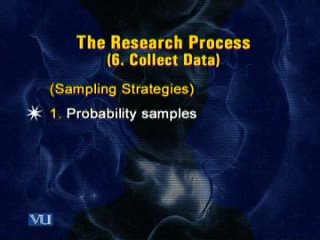 The Research Process
(6. Collect Data)
(Sampling Strategies)
1. Probability samples
VU